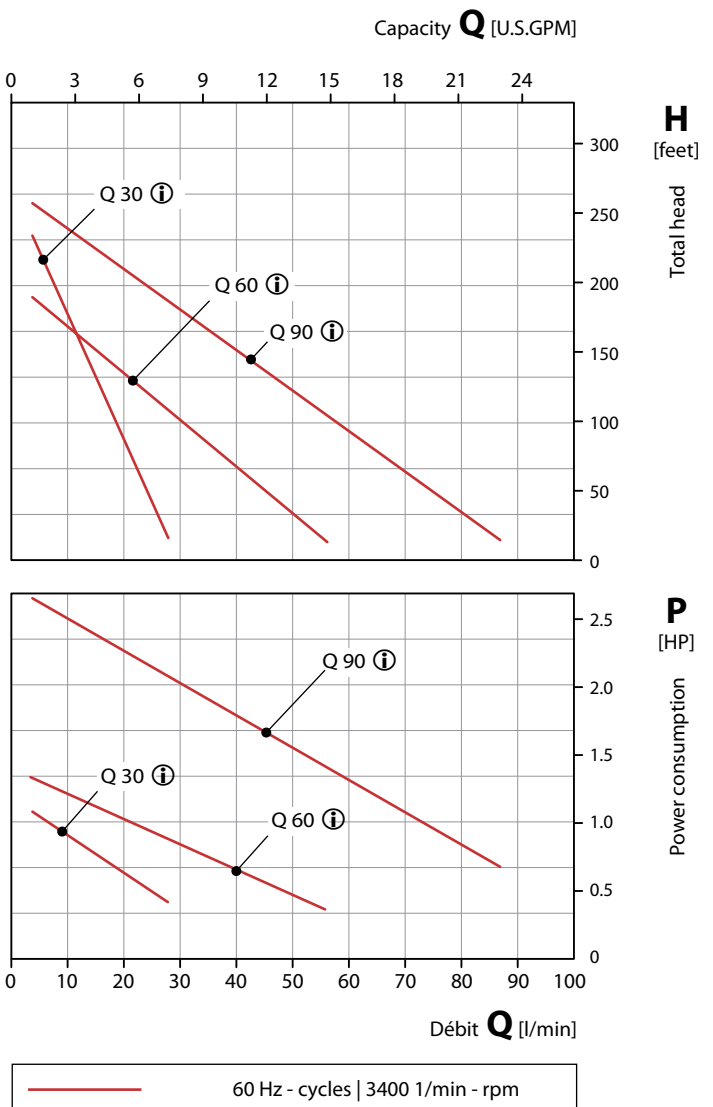 Capacity Q [U.S.GPM]
0 3 6 9 12 15 18 21 24
H
[feet]
Total head
300
250
200
150
100
50
0
Q 30 i
Q 60 i
Q 90 i
P
[HP]
Power consumption
2.5
2.0
1.5
1.0
0.5
0
Q 90 i
Q 30 i
Q 60 i
0 10 20 30 40 50 60 70 80 90 100
Débit Q [l/min]
60 Hz - cycles | 3400 1/min - rpm